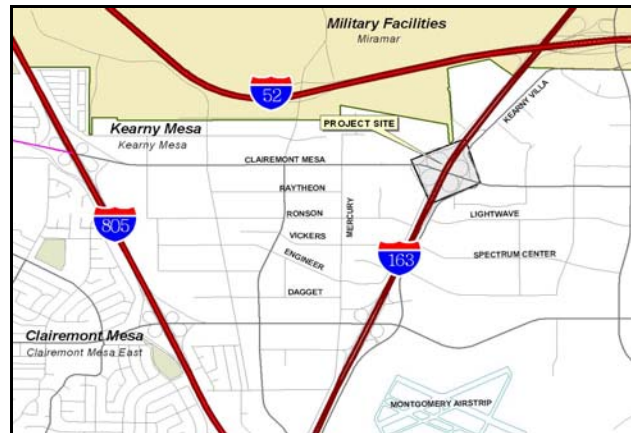 Military Facilities
Miramar
52
PROJECT SITE
KEARNY VILLA
Kearny Mesa
Kearny Mesa
CLAIREMONT MESA
RAYTHEON
MERCURY
805
RONSON
LIGHTWAVE
VICKERS
163
ENGINEER
SPECTRUM CENTER
DAGGET
Clairemont Mesa
Clairemont Mesa East
MONTGOMERY AIRSTRIP